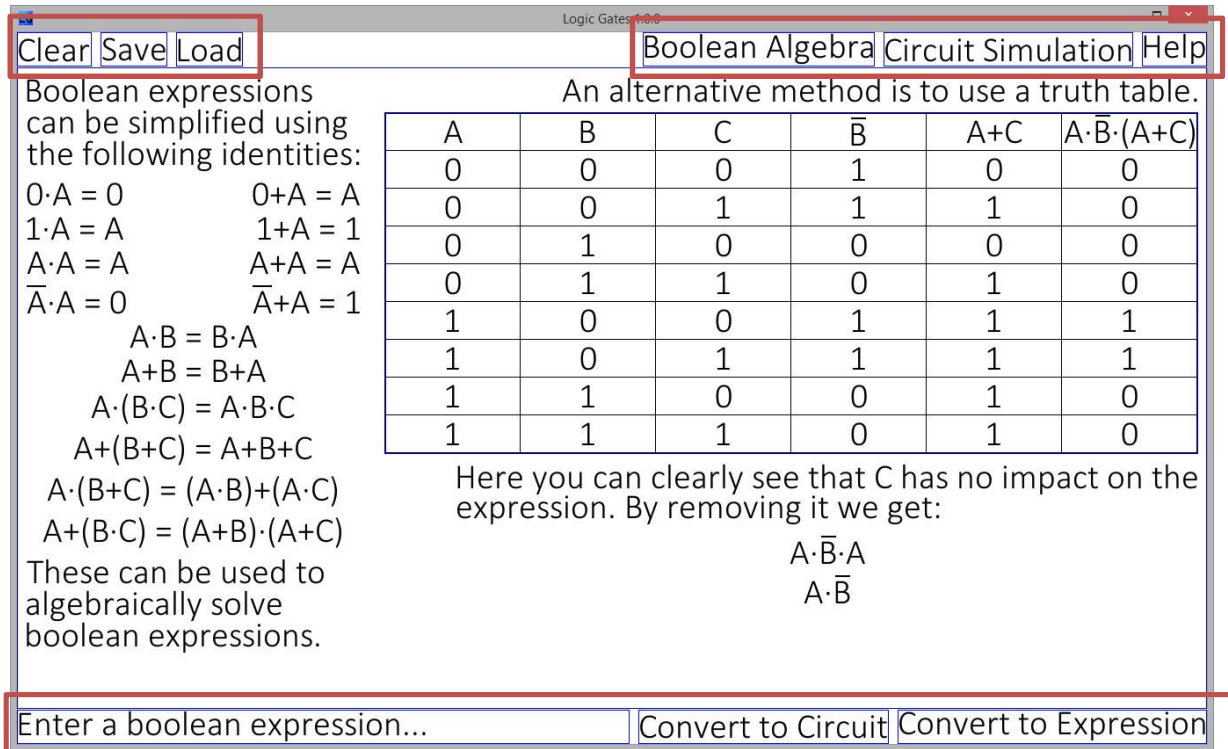 Logic Gates 1.0.0
Clear Save Load Boolean Algebra Circuit Simulation Help
Boolean expressions
can be simplified using
the following identities:
0·A = 0 0+A = A
1·A = A 1+A = 1
A·A = A A+A = A
A̅·A = 0 A̅+A = 1
A·B = B·A
A+B = B+A
A·(B·C) = A·B·C
A+(B+C) = A+B+C
A·(B+C) = (A·B)+(A·C)
A+(B·C) = (A+B)·(A+C)
These can be used to
algebraically solve
boolean expressions.
An alternative method is to use a truth table.
A B C B̅ A+C A·B̅·(A+C)
0 0 0 1 0 0
0 0 1 1 1 0
0 1 0 0 0 0
0 1 1 0 1 0
1 0 0 1 1 1
1 0 1 1 1 1
1 1 0 0 1 0
1 1 1 0 1 0
Here you can clearly see that C has no impact on the
expression. By removing it we get:
A·B̅·A
A·B̅
Enter a boolean expression... Convert to Circuit Convert to Expression